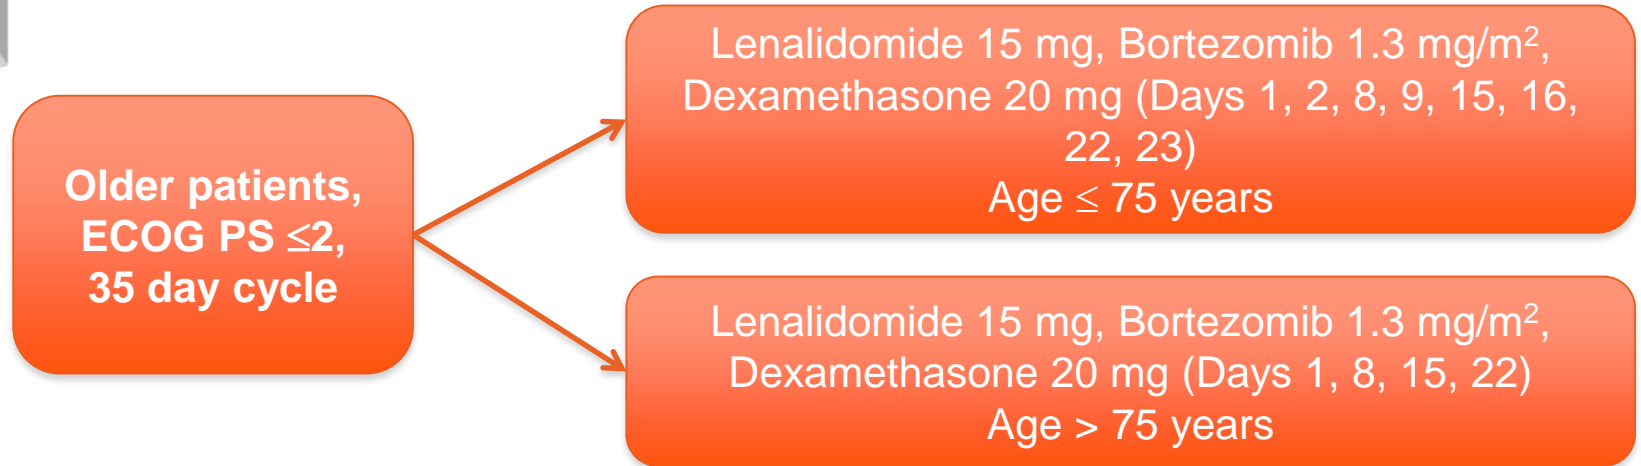 Older patients,
ECOG PS ≤2,
35 day cycle
Lenalidomide 15 mg, Bortezomib 1.3 mg/m²,
Dexamethasone 20 mg (Days 1, 2, 8, 9, 15, 16,
22, 23)
Age ≤ 75 years
Lenalidomide 15 mg, Bortezomib 1.3 mg/m²,
Dexamethasone 20 mg (Days 1, 8, 15, 22)
Age > 75 years